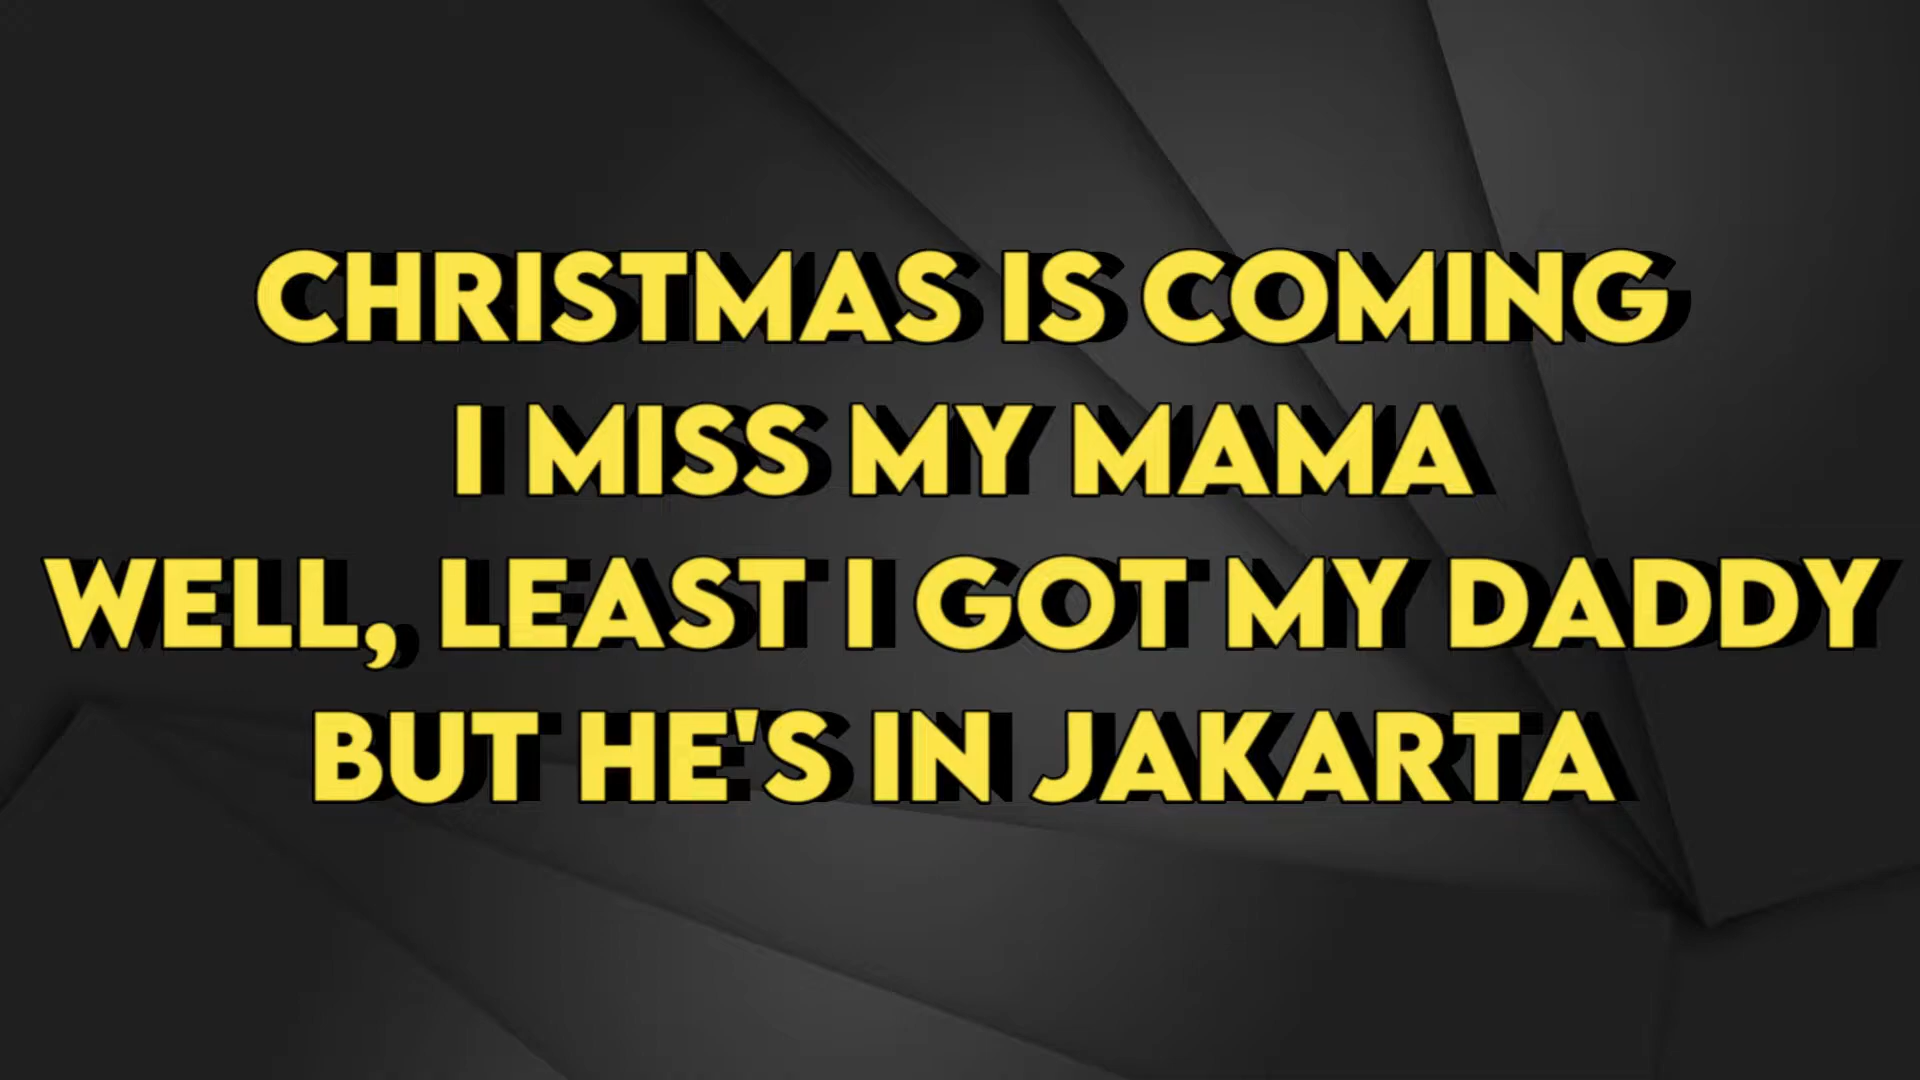 CHRISTMAS IS COMING
I MISS MY MAMA
WELL, LEAST I GOT MY DADDY
BUT HE'S IN JAKARTA